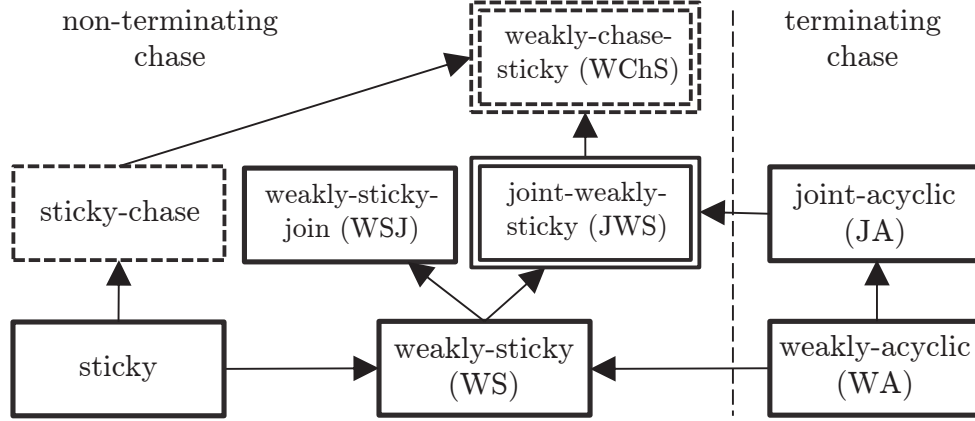 non-terminating
chase
weakly-chase-
sticky (WChS)
terminating
chase
sticky-chase
weakly-sticky-
join (WSJ)
joint-weakly-
sticky (JWS)
joint-acyclic
(JA)
sticky
weakly-sticky
(WS)
weakly-acyclic
(WA)